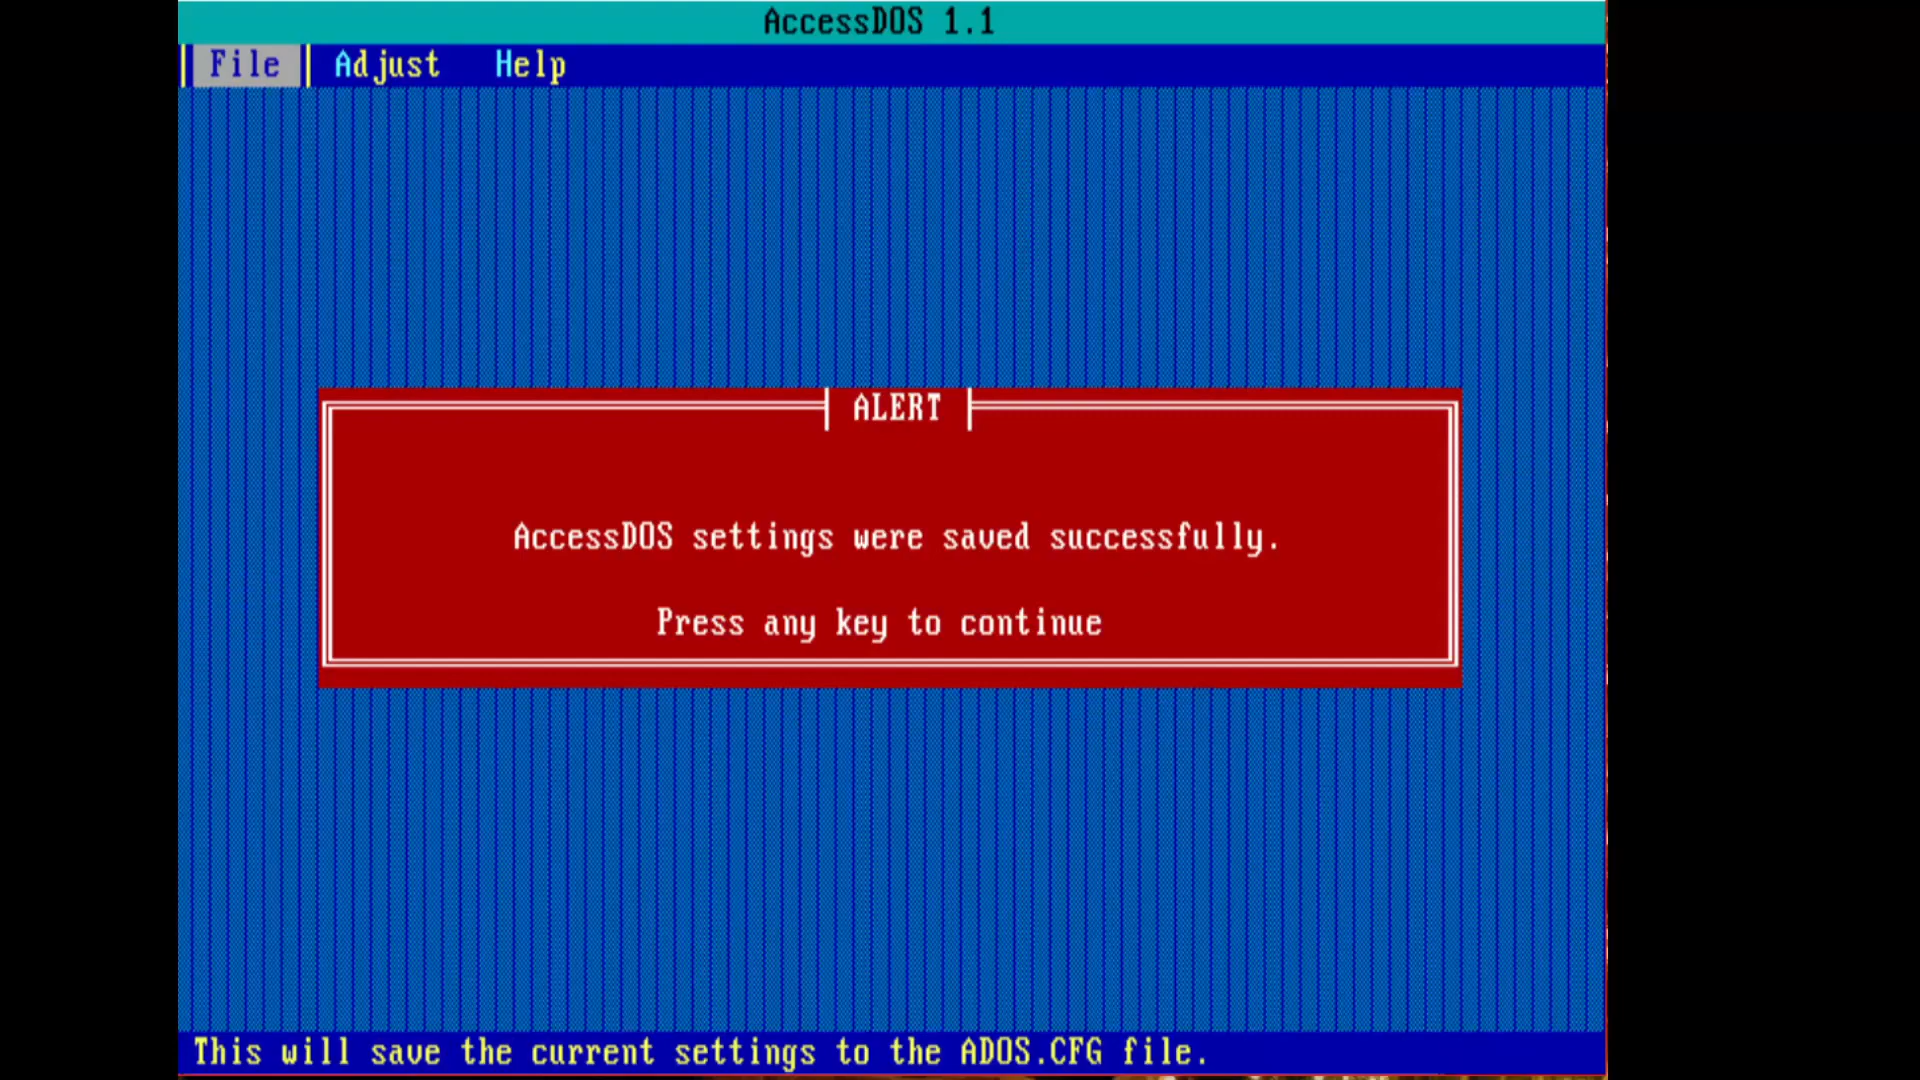 AccessDOS 1.1
File Adjust Help
ALERT
AccessDOS settings were saved successfully.
Press any key to continue
This will save the current settings to the ADOS.CFG file.